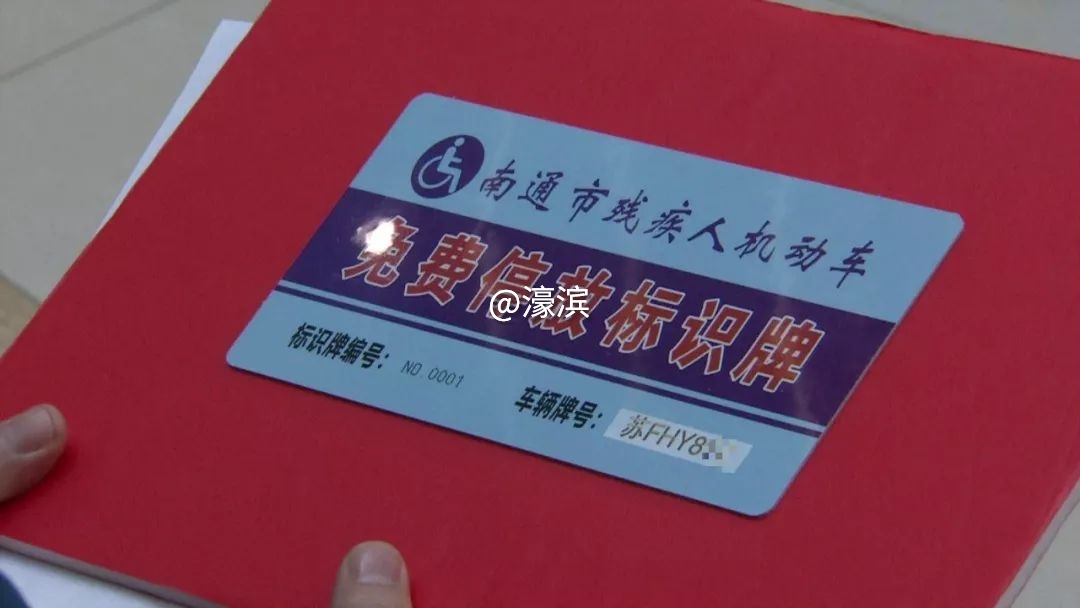 南通市残疾人机动车
免费停放标识牌
@濠滨
标识牌编号: NO.0001
车辆牌号: 苏FHY8